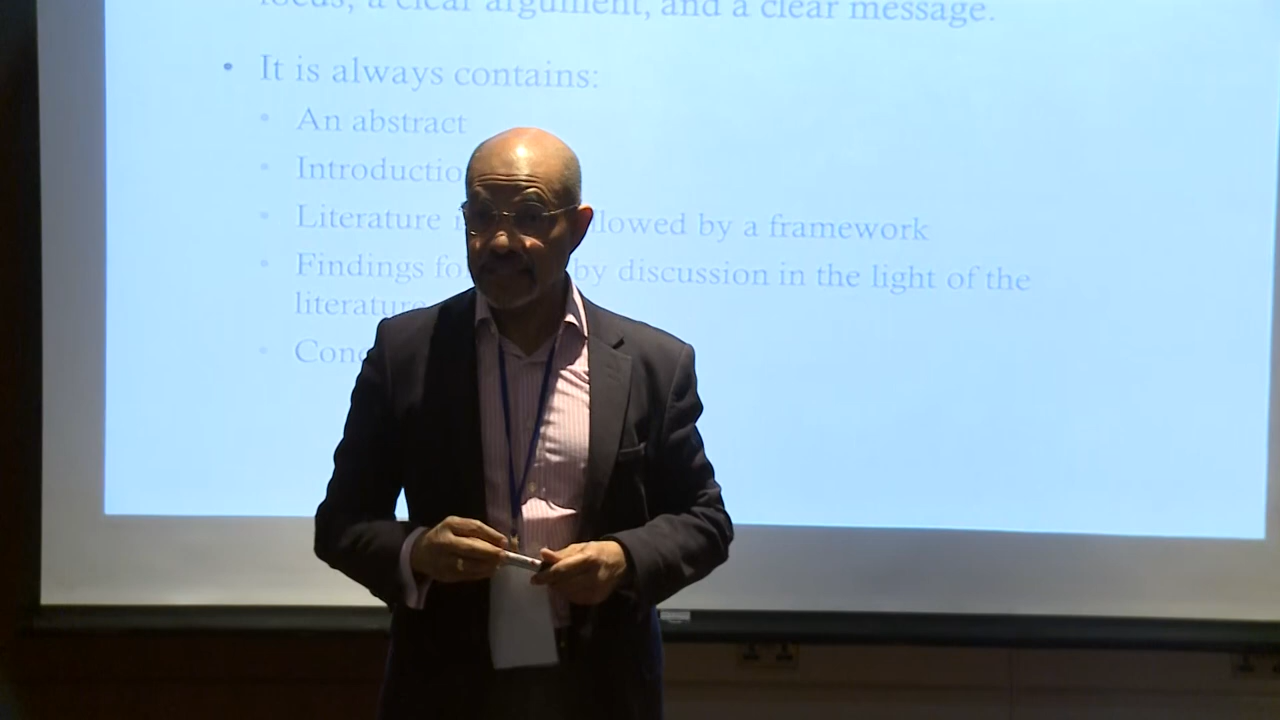 focus, a clear argument, and a clear message.
• It is always contains:
• An abstract
• Introductio
• Literature llowed by a framework
• Findings fo by discussion in the light of the
literature
• Conc